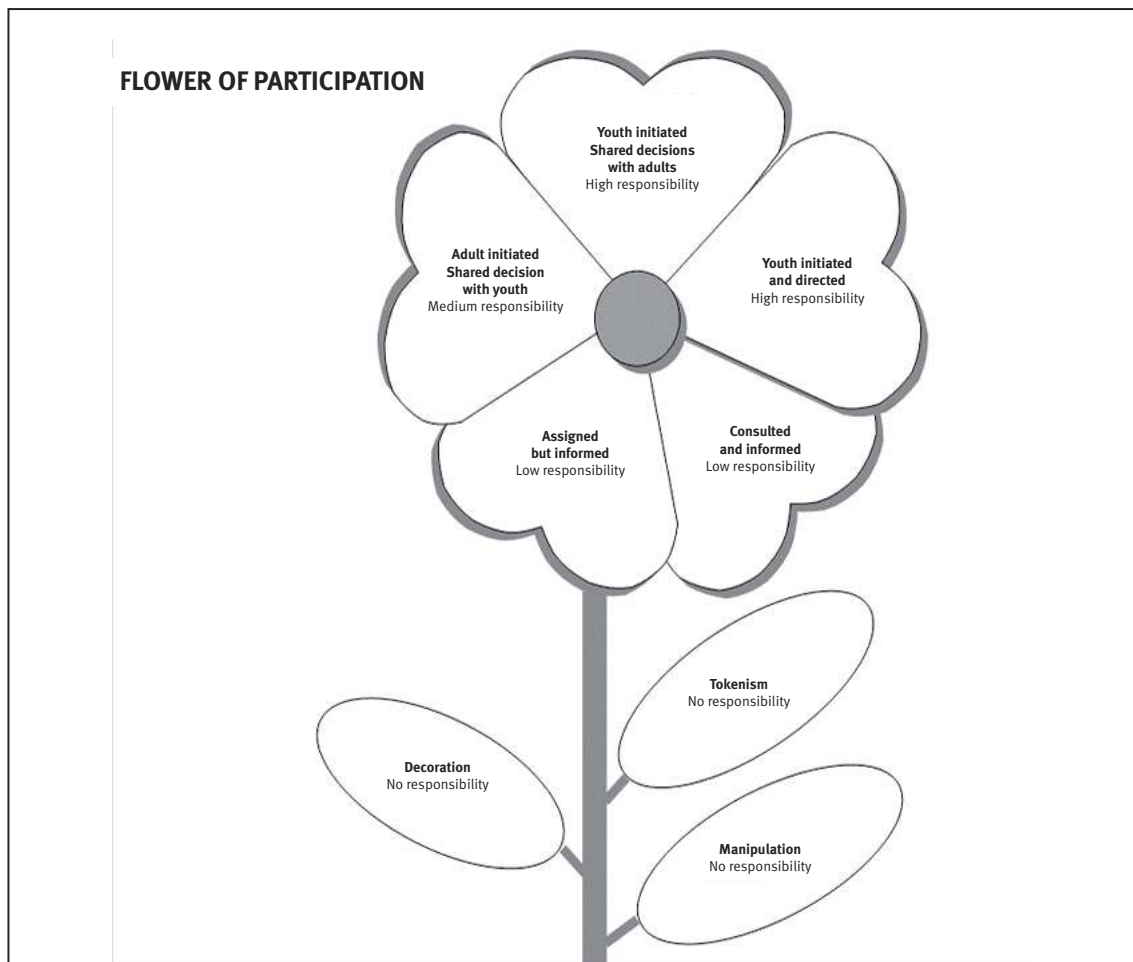 FLOWER OF PARTICIPATION
Youth initiated
Shared decisions
with adults
High responsibility
Adult initiated
Shared decision
with youth
Medium responsibility
Youth initiated
and directed
High responsibility
Assigned
but informed
Low responsibility
Consulted
and informed
Low responsibility
Tokenism
No responsibility
Decoration
No responsibility
Manipulation
No responsibility